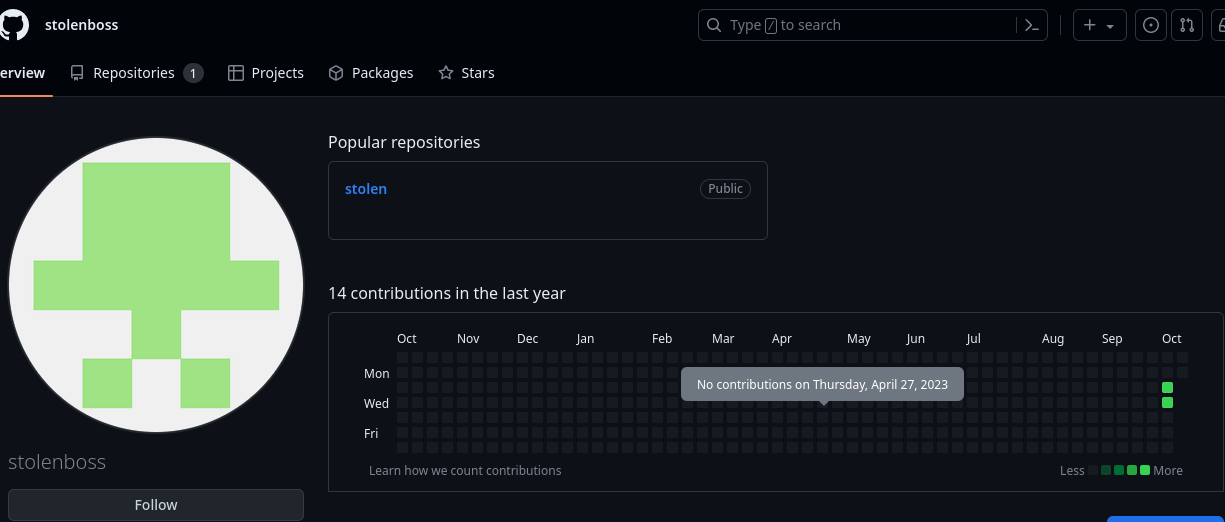 stolenboss
Type / to search
erview
Repositories 1
Projects
Packages
Stars
Popular repositories
stolen
Public
14 contributions in the last year
Oct Nov Dec Jan Feb Mar Apr May Jun Jul Aug Sep Oct
Mon
No contributions on Thursday, April 27, 2023
Wed
Fri
Learn how we count contributions
Less
More
stolenboss
Follow